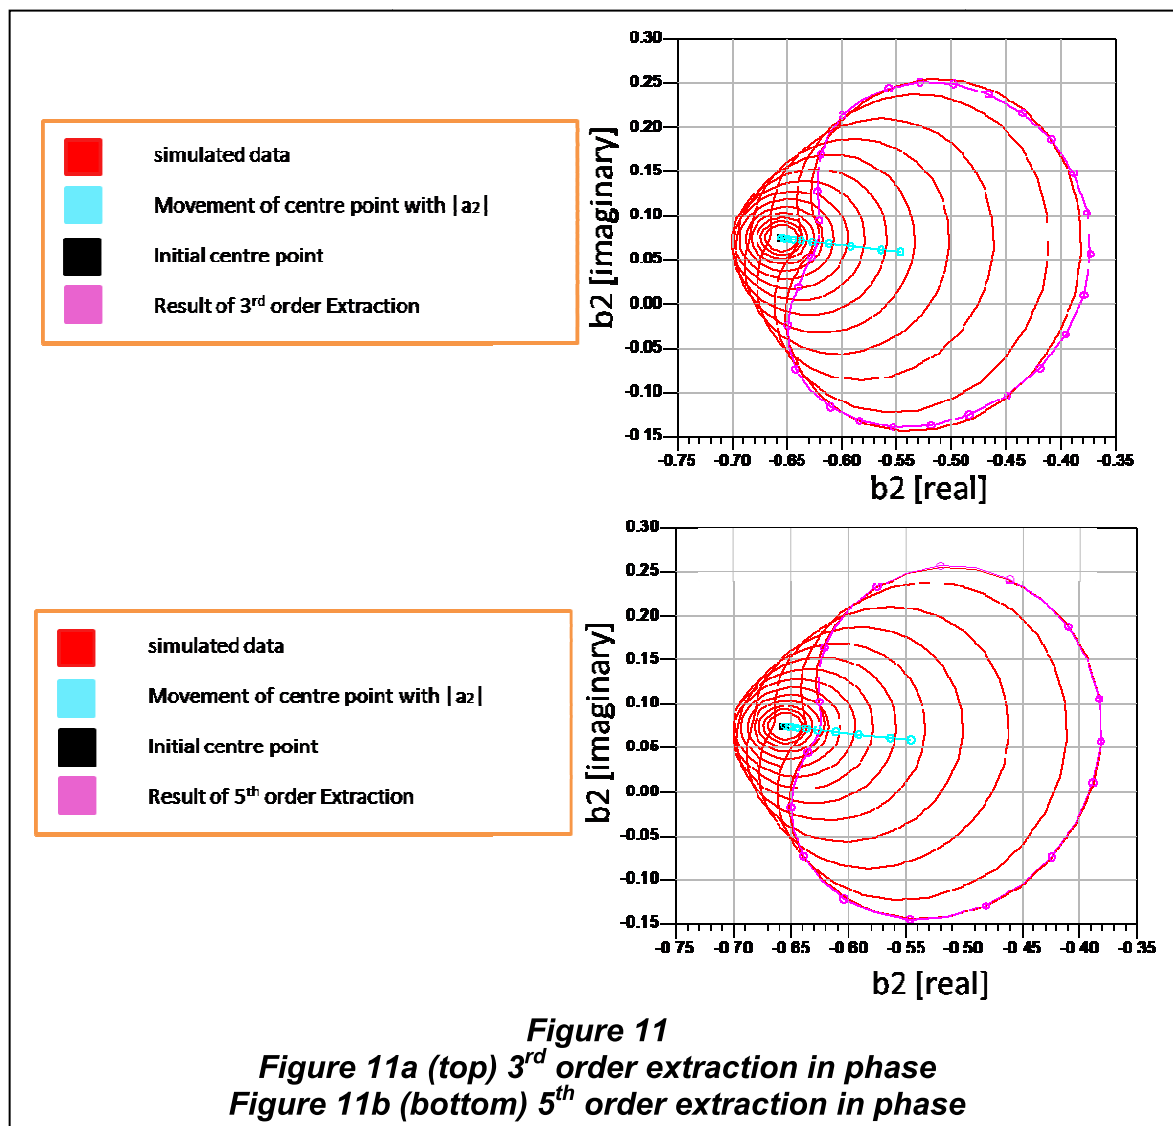 simulated data
Movement of centre point with |a2|
Initial centre point
Result of 3rd order Extraction
b2 [imaginary]
0.30
0.25
0.20
0.15
0.10
0.05
0.00
-0.05
-0.10
-0.15
-0.75 -0.70 -0.65 -0.60 -0.55 -0.50 -0.45 -0.40 -0.35
b2 [real]
simulated data
Movement of centre point with |a2|
Initial centre point
Result of 5th order Extraction
b2 [imaginary]
0.30
0.25
0.20
0.15
0.10
0.05
0.00
-0.05
-0.10
-0.15
-0.75 -0.70 -0.65 -0.60 -0.55 -0.50 -0.45 -0.40 -0.35
b2 [real]
Figure 11
Figure 11a (top) 3rd order extraction in phase
Figure 11b (bottom) 5th order extraction in phase